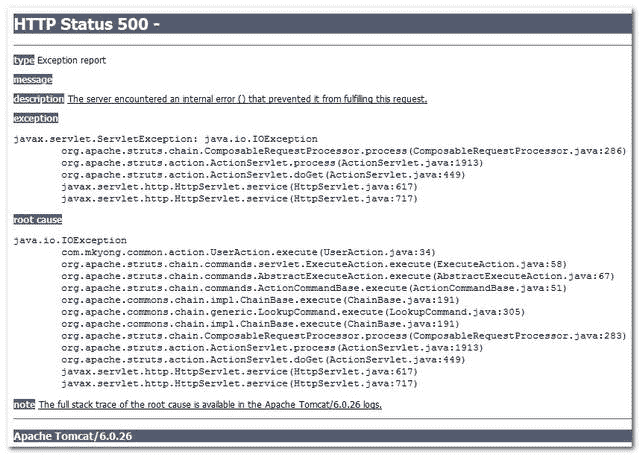 HTTP Status 500 -
type Exception report
message
description The server encountered an internal error () that prevented it from fulfilling this request.
exception
javax.servlet.ServletException: java.io.IOException
org.apache.struts.chain.ComposableRequestProcessor.process(ComposableRequestProcessor.java:286)
org.apache.struts.action.ActionServlet.process(ActionServlet.java:1913)
org.apache.struts.action.ActionServlet.doGet(ActionServlet.java:449)
javax.servlet.http.HttpServlet.service(HttpServlet.java:617)
javax.servlet.http.HttpServlet.service(HttpServlet.java:717)
root cause
java.io.IOException
com.mkyong.common.action.UserAction.execute(UserAction.java:34)
org.apache.struts.chain.commands.servlet.ExecuteAction.execute(ExecuteAction.java:58)
org.apache.struts.chain.commands.AbstractExecuteAction.execute(AbstractExecuteAction.java:67)
org.apache.struts.chain.commands.ActionCommandBase.execute(ActionCommandBase.java:51)
org.apache.commons.chain.impl.ChainBase.execute(ChainBase.java:191)
org.apache.commons.chain.generic.LookupCommand.execute(LookupCommand.java:305)
org.apache.commons.chain.impl.ChainBase.execute(ChainBase.java:191)
org.apache.struts.chain.ComposableRequestProcessor.process(ComposableRequestProcessor.java:283)
org.apache.struts.action.ActionServlet.process(ActionServlet.java:1913)
org.apache.struts.action.ActionServlet.doGet(ActionServlet.java:449)
javax.servlet.http.HttpServlet.service(HttpServlet.java:617)
javax.servlet.http.HttpServlet.service(HttpServlet.java:717)
note The full stack trace of the root cause is available in the Apache Tomcat/6.0.26 logs.
Apache Tomcat/6.0.26